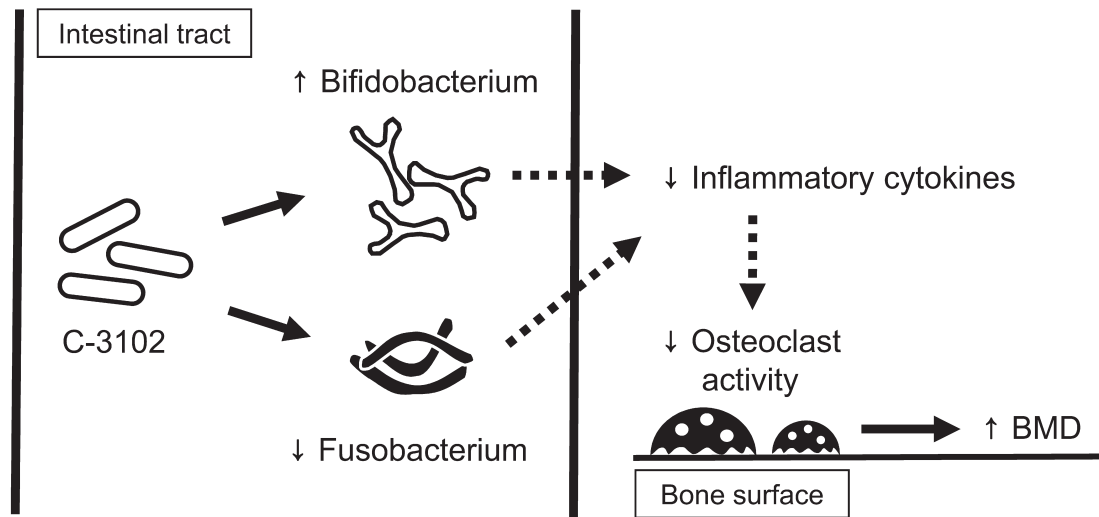 Intestinal tract
↑ Bifidobacterium
↓ Inflammatory cytokines
C-3102
↓ Osteoclast
activity
↓ Fusobacterium
↑ BMD
Bone surface